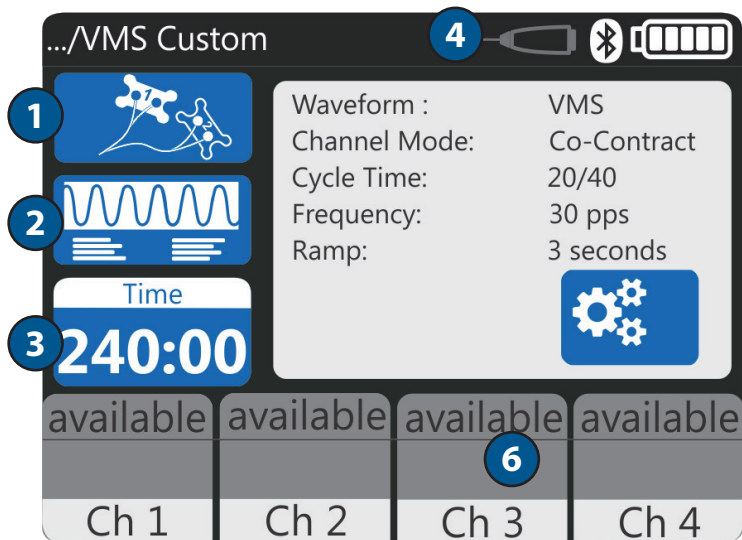 .../VMS Custom
4
1
2
Time
3
240:00
Waveform : VMS
Channel Mode: Co-Contract
Cycle Time: 20/40
Frequency: 30 pps
Ramp: 3 seconds
available available available available
6
Ch 1 Ch 2 Ch 3 Ch 4